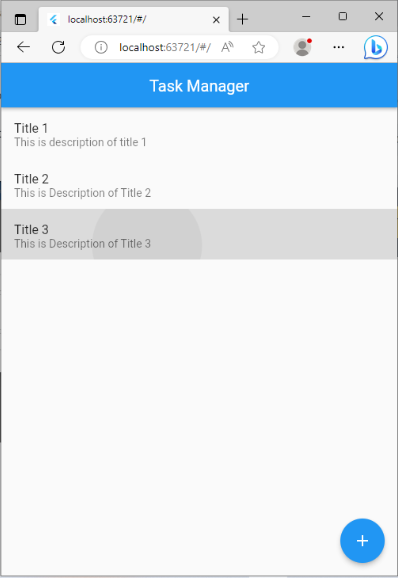 localhost:63721/#/
localhost:63721/#/
Task Manager
Title 1
This is description of title 1
Title 2
This is Description of Title 2
Title 3
This is Description of Title 3